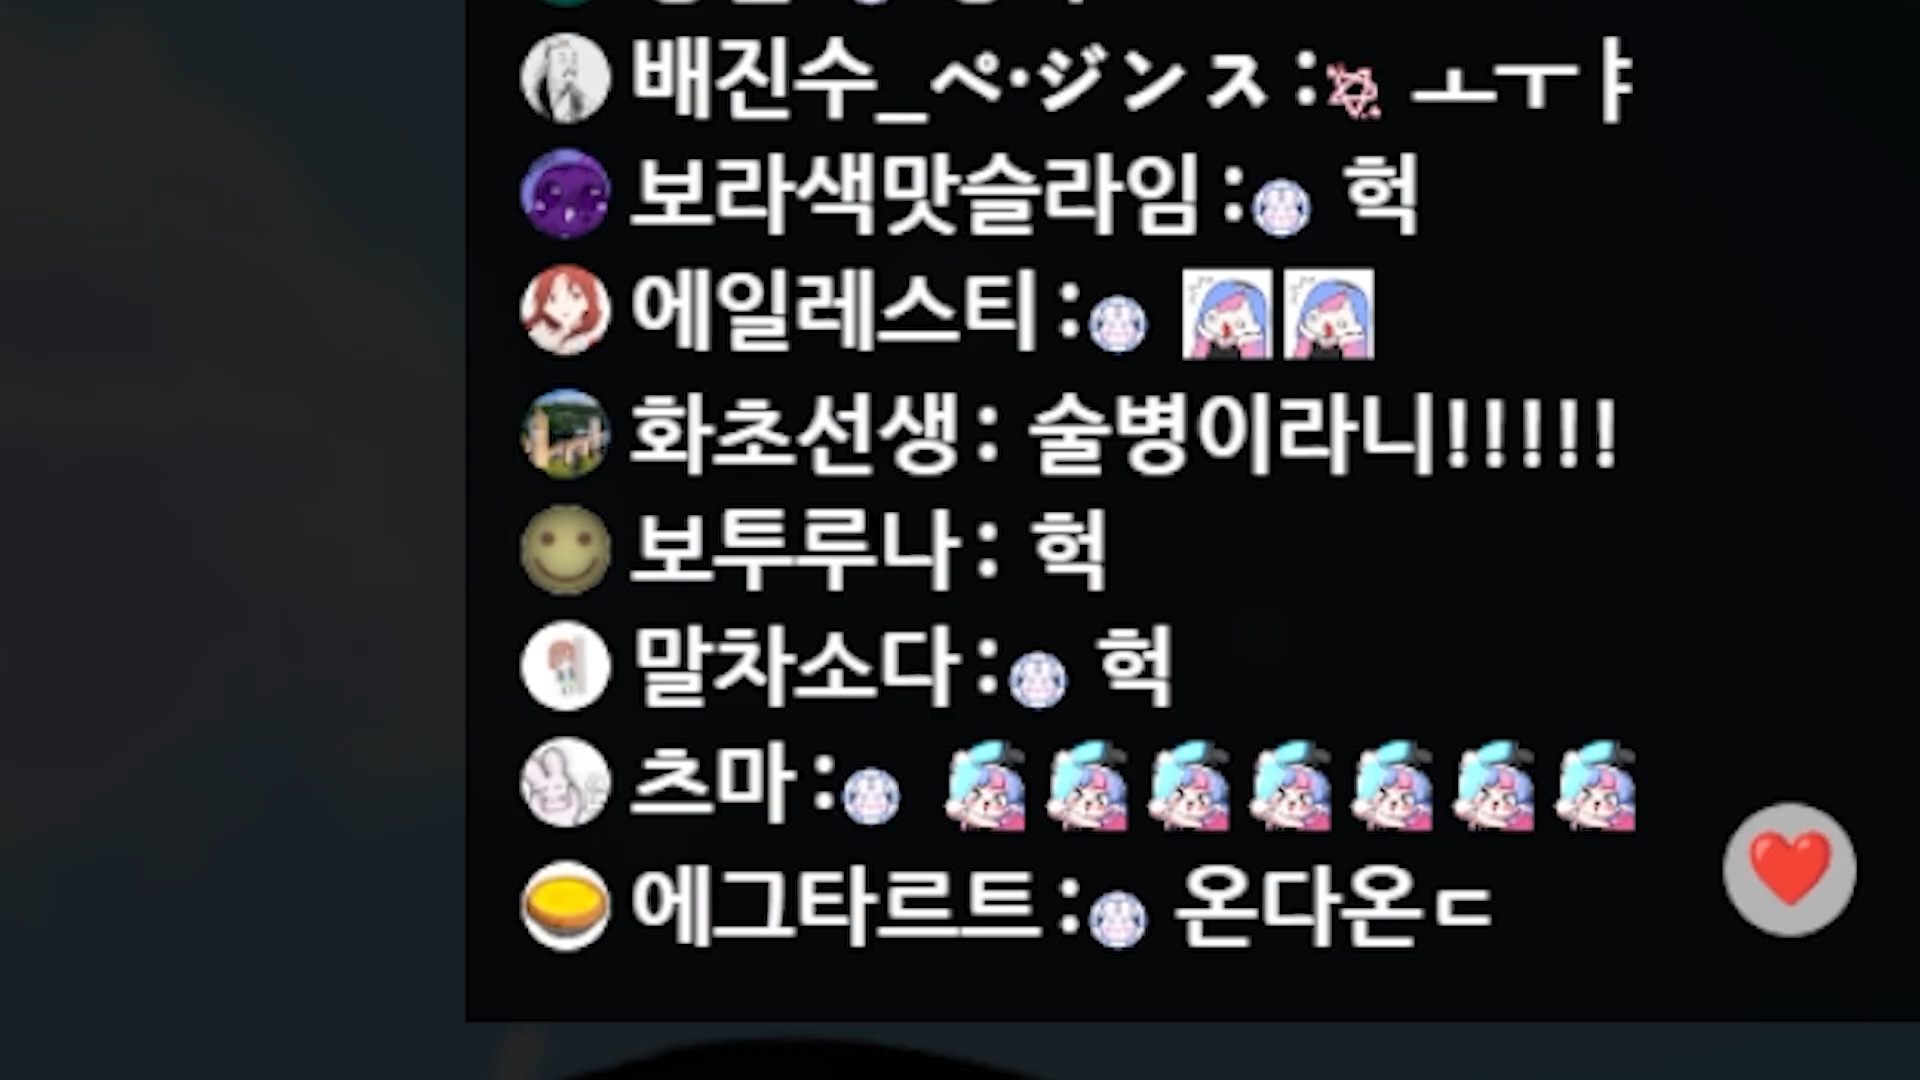 배진수_ペ·ジンス : ㅗㅜㅑ
보라색맛슬라임 : 헉
에일레스티 :
화초선생 : 술병이라니!!!!!
보투루나 : 헉
말차소다 : 헉
츠마 :
에그타르트 : 온다온ㄷ